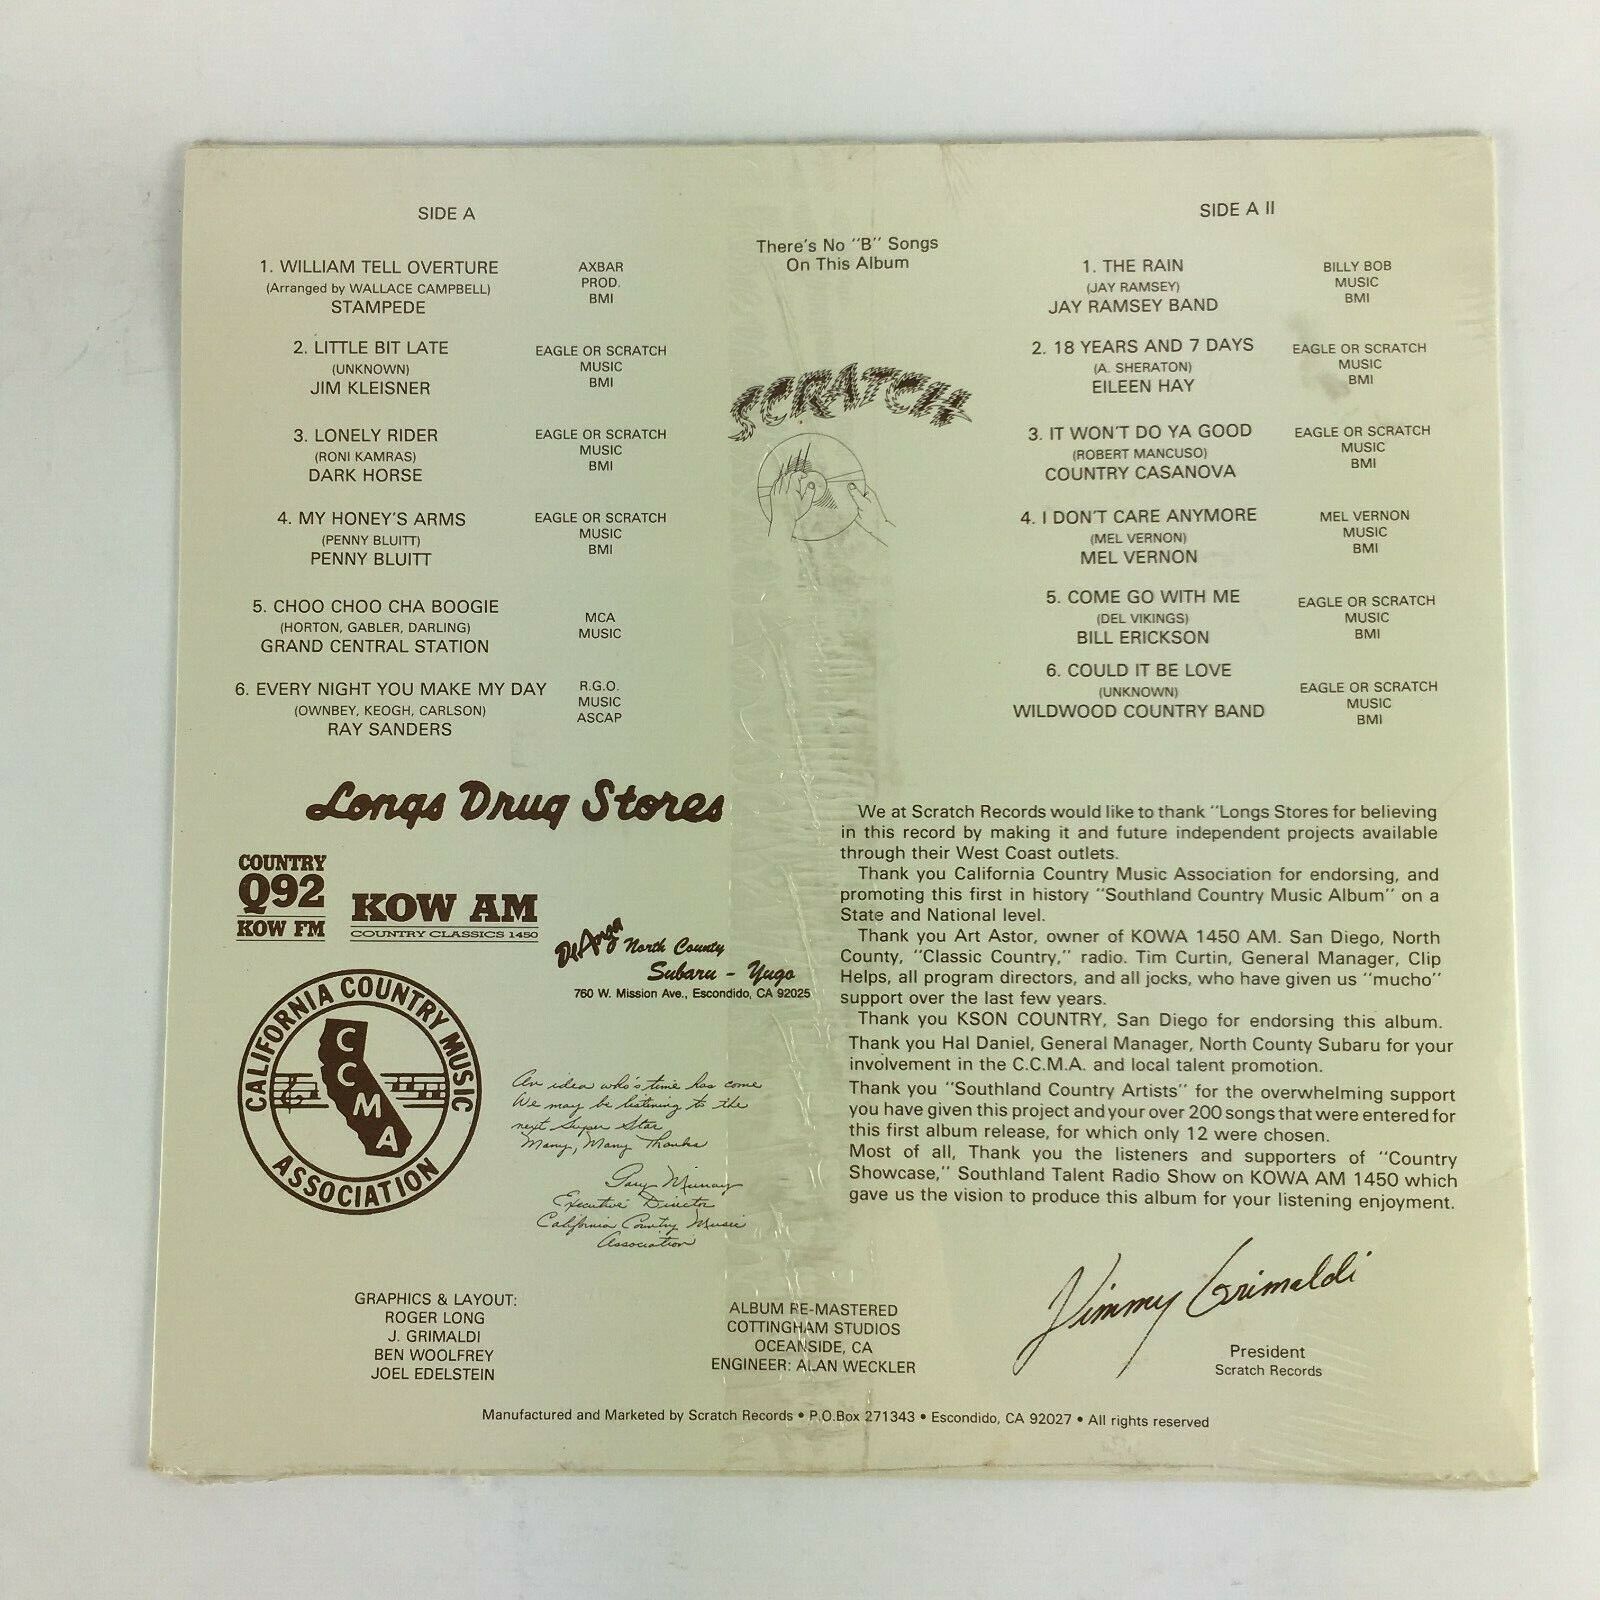 SIDE A
1. WILLIAM TELL OVERTURE
(Arranged by WALLACE CAMPBELL)
STAMPEDE
AXBAR
PROD.
BMI
2. LITTLE BIT LATE
(UNKNOWN)
JIM KLEISNER
EAGLE OR SCRATCH
MUSIC
BMI
3. LONELY RIDER
(RONI KAMRAS)
DARK HORSE
EAGLE OR SCRATCH
MUSIC
BMI
4. MY HONEY'S ARMS
(PENNY BLUITT)
PENNY BLUITT
EAGLE OR SCRATCH
MUSIC
BMI
5. CHOO CHOO CHA BOOGIE
(HORTON, GABLER, DARLING)
GRAND CENTRAL STATION
MCA
MUSIC
6. EVERY NIGHT YOU MAKE MY DAY
(OWNBEY, KEOGH, CARLSON)
RAY SANDERS
R.G.O.
MUSIC
ASCAP
There's No "B" Songs
On This Album
SCRATCH
SIDE A II
1. THE RAIN
(JAY RAMSEY)
JAY RAMSEY BAND
BILLY BOB
MUSIC
BMI
2. 18 YEARS AND 7 DAYS
(A. SHERATON)
EILEEN HAY
EAGLE OR SCRATCH
MUSIC
BMI
3. IT WON'T DO YA GOOD
(ROBERT MANCUSO)
COUNTRY CASANOVA
EAGLE OR SCRATCH
MUSIC
BMI
4. I DON'T CARE ANYMORE
(MEL VERNON)
MEL VERNON
MEL VERNON
MUSIC
BMI
5. COME GO WITH ME
(DEL VIKINGS)
BILL ERICKSON
EAGLE OR SCRATCH
MUSIC
BMI
6. COULD IT BE LOVE
(UNKNOWN)
WILDWOOD COUNTRY BAND
EAGLE OR SCRATCH
MUSIC
BMI
Longs Drug Stores
COUNTRY
Q92
KOW FM
KOW AM
COUNTRY CLASSICS 1450
DeAnza North County
Subaru - Yugo
760 W. Mission Ave., Escondido, CA 92025
CALIFORNIA COUNTRY MUSIC
ASSOCIATION
C
C
M
A
An idea who's time has come
We may be listening to the
next Super Star
Many, Many Thanks
Gary Murray
Executive Director
California Country Music
Association
We at Scratch Records would like to thank "Longs Stores for believing
in this record by making it and future independent projects available
through their West Coast outlets.
Thank you California Country Music Association for endorsing, and
promoting this first in history "Southland Country Music Album" on a
State and National level.
Thank you Art Astor, owner of KOWA 1450 AM. San Diego, North
County, "Classic Country," radio. Tim Curtin, General Manager, Clip
Helps, all program directors, and all jocks, who have given us "mucho"
support over the last few years.
Thank you KSON COUNTRY, San Diego for endorsing this album.
Thank you Hal Daniel, General Manager, North County Subaru for your
involvement in the C.C.M.A. and local talent promotion.
Thank you "Southland Country Artists" for the overwhelming support
you have given this project and your over 200 songs that were entered for
this first album release, for which only 12 were chosen.
Most of all, Thank you the listeners and supporters of "Country
Showcase," Southland Talent Radio Show on KOWA AM 1450 which
gave us the vision to produce this album for your listening enjoyment.
Jimmy Grimaldi
President
Scratch Records
GRAPHICS & LAYOUT:
ROGER LONG
J. GRIMALDI
BEN WOOLFREY
JOEL EDELSTEIN
ALBUM RE-MASTERED
COTTINGHAM STUDIOS
OCEANSIDE, CA
ENGINEER: ALAN WECKLER
Manufactured and Marketed by Scratch Records • P.O.Box 271343 • Escondido, CA 92027 • All rights reserved